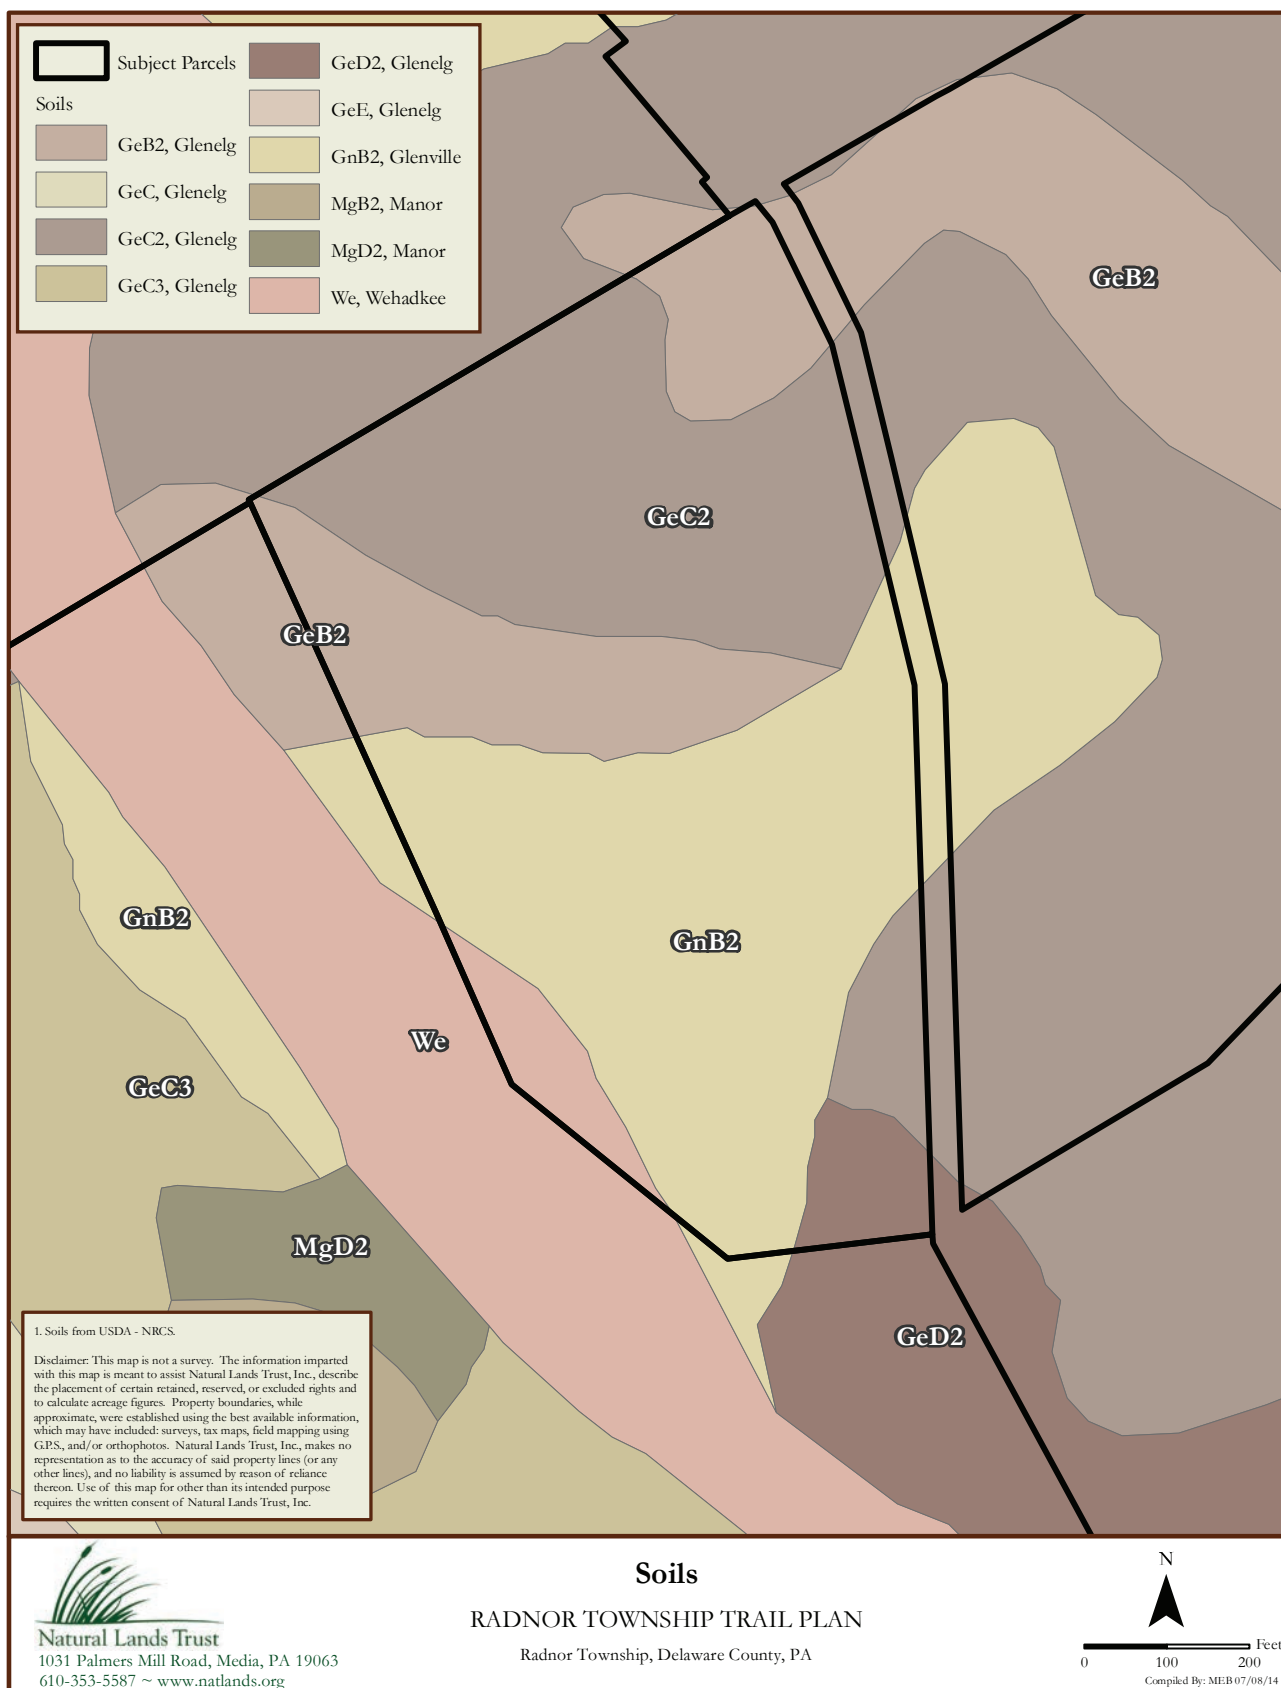 Subject Parcels
Soils
GeB2, Glenelg
GeC, Glenelg
GeC2, Glenelg
GeC3, Glenelg
GeD2, Glenelg
GeE, Glenelg
GnB2, Glenville
MgB2, Manor
MgD2, Manor
We, Wehadkee
GeB2
GeC2
GeB2
GnB2
GnB2
We
GeC3
MgD2
GeD2
1. Soils from USDA - NRCS.
Disclaimer: This map is not a survey. The information imparted
with this map is meant to assist Natural Lands Trust, Inc., describe
the placement of certain retained, reserved, or excluded rights and
to calculate acreage figures. Property boundaries, while
approximate, were established using the best available information,
which may have included: surveys, tax maps, field mapping using
G.P.S., and/or orthophotos. Natural Lands Trust, Inc., makes no
representation as to the accuracy of said property lines (or any
other lines), and no liability is assumed by reason of reliance
thereon. Use of this map for other than its intended purpose
requires the written consent of Natural Lands Trust, Inc.
Natural Lands Trust
1031 Palmers Mill Road, Media, PA 19063
610-353-5587 ~ www.natlands.org
Soils
RADNOR TOWNSHIP TRAIL PLAN
Radnor Township, Delaware County, PA
N
Feet
0 100 200
Compiled By: MEB 07/08/14